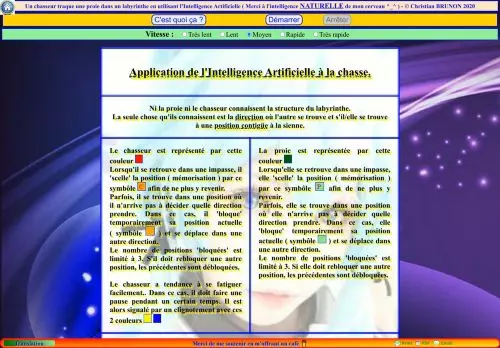 Un chasseur traque une proie dans un labyrinthe en utilisant l'Intelligence Artificielle ( Merci à l'intelligence NATURELLE de mon cerveau ^_^ ) - © Christian BRUNON 2020
C'est quoi ça ? Démarrer Arrêter
Vitesse : Très lent Lent Moyen Rapide Très rapide
Application de l'Intelligence Artificielle à la chasse.
Ni la proie ni le chasseur connaissent la structure du labyrinthe.
La seule chose qu'ils connaissent est la direction où l'autre se trouve et s'il/elle se trouve
à une position contigüe à la sienne.
Le chasseur est représenté par cette
couleur
Lorsqu'il se retrouve dans une impasse, il
'scelle' la position ( mémorisation ) par ce
symbôle afin de ne plus y revenir.
Parfois, il se trouve dans une position où
il n'arrive pas à décider quelle direction
prendre. Dans ce cas, il 'bloque'
temporairement sa position actuelle
( symbôle ) et se déplace dans une
autre direction.
Le nombre de positions 'bloquées' est
limité à 3. S'il doit rebloquer une autre
position, les précédentes sont débloquées.
Le chasseur a tendance à se fatiguer
facilement.. Dans ce cas, il doit faire une
pause pendant un certain temps. Il est
alors signalé par un clignotement avec ces
2 couleurs
La proie est représentée par cette
couleur
Lorsqu'elle se retrouve dans une impasse,
elle 'scelle' la position ( mémorisation )
par ce symbôle P afin de ne plus y
revenir.
Parfois, elle se trouve dans une position
où elle n'arrive pas à décider quelle
direction prendre. Dans ce cas, elle
'bloque' temporairement sa position
actuelle ( symbôle ) et se déplace dans
une autre direction.
Le nombre de positions 'bloquées' est
limité à 3. Si elle doit rebloquer une autre
position, les précédentes sont débloquées.
Translation
Merci de me soutenir en m'offrant un café